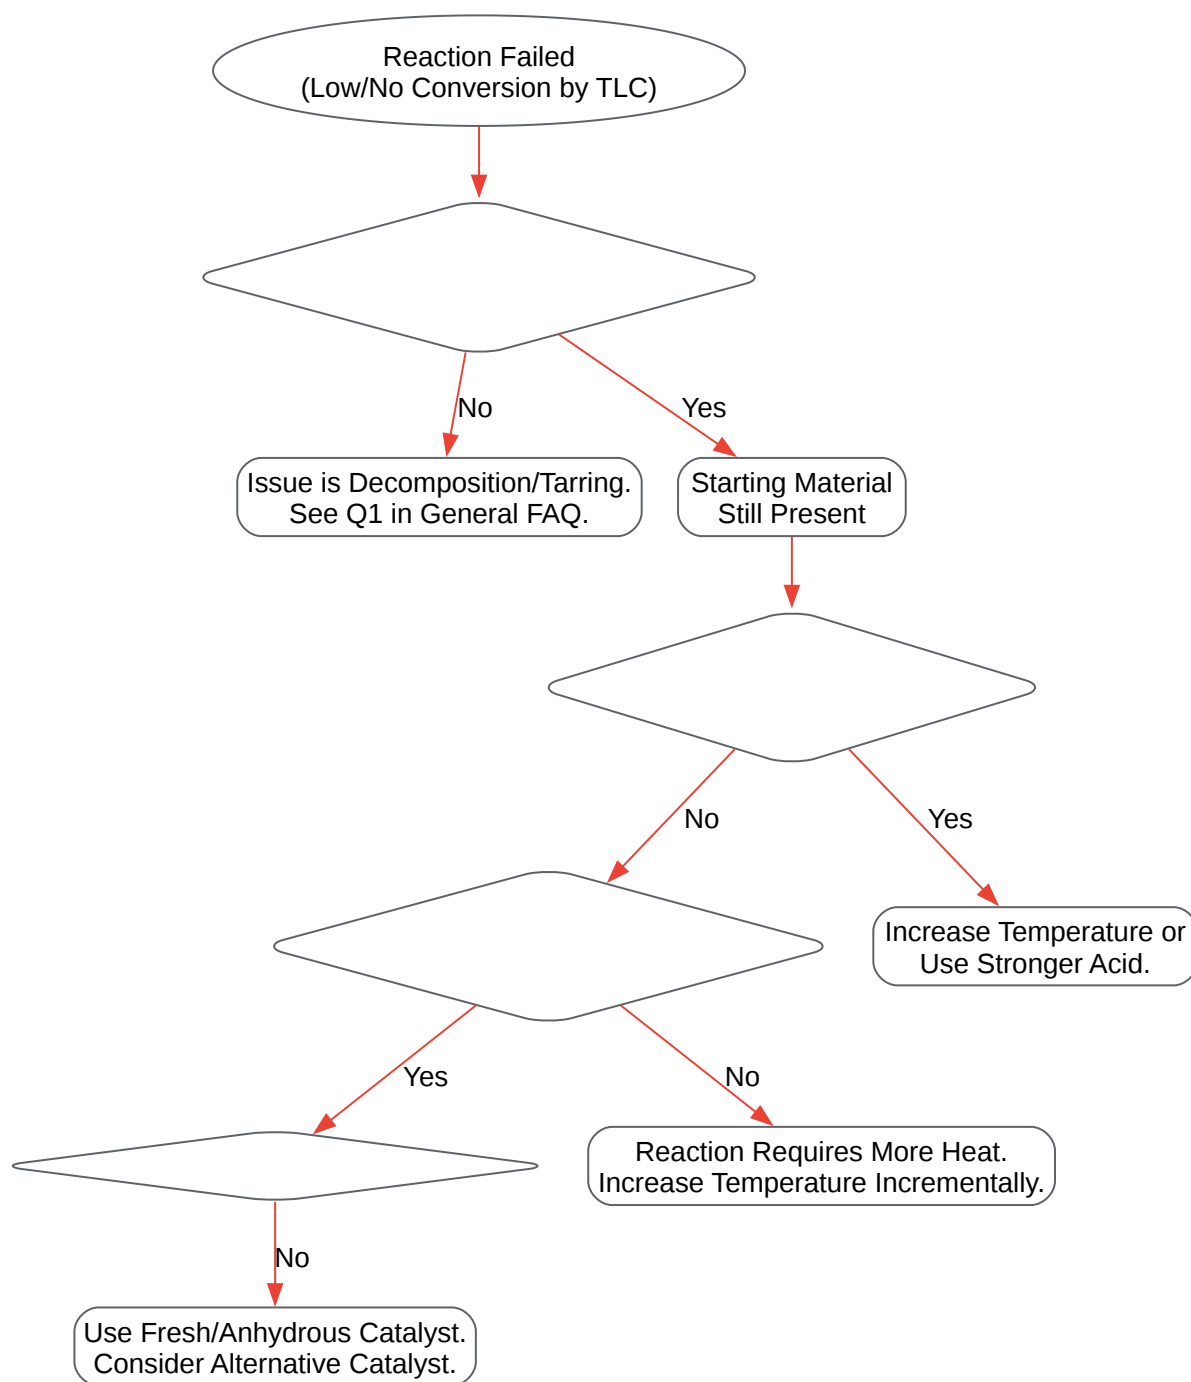 Reaction Failed
(Low/No Conversion by TLC)
No
Yes
Issue is Decomposition/Tarring.
See Q1 in General FAQ.
Starting Material
Still Present
No
Yes
Increase Temperature or
Use Stronger Acid.
Yes
No
Reaction Requires More Heat.
Increase Temperature Incrementally.
No
Use Fresh/Anhydrous Catalyst.
Consider Alternative Catalyst.